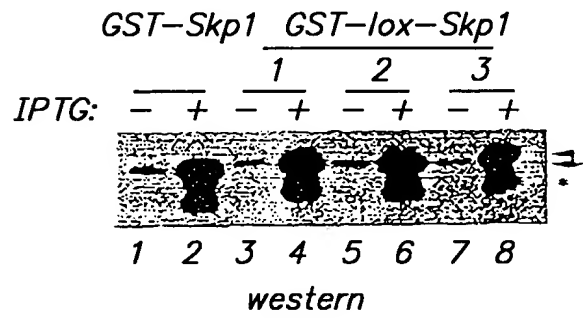 GST-Skp1 GST-lox-Skp1
1 2 3
IPTG: - + - + - + - +
*
1 2 3 4 5 6 7 8
western